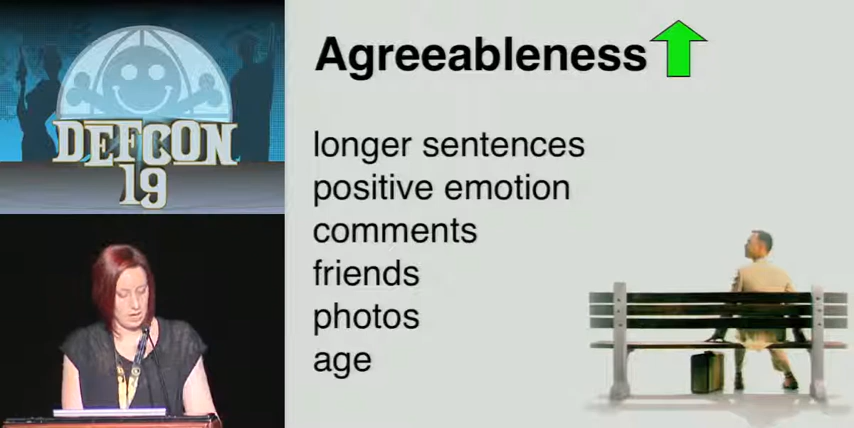 DEFCON
19
Agreeableness
longer sentences
positive emotion
comments
friends
photos
age